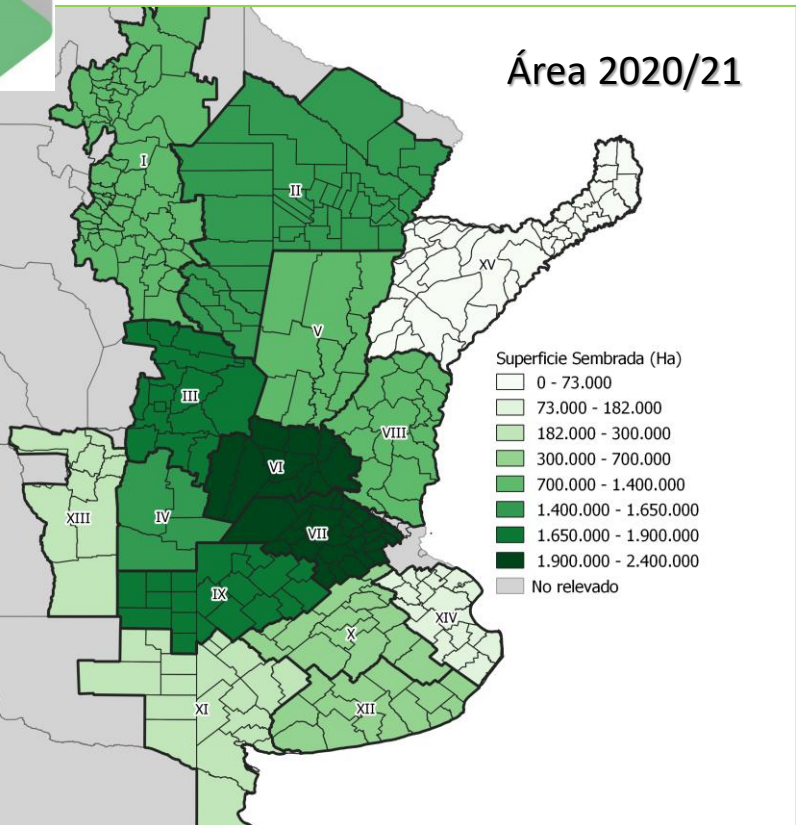 Área 2020/21
I
II
XV
V
III
VIII
VI
XIII
IV
VII
IX
XIV
X
XI
XII
Superficie Sembrada (Ha)
0 - 73.000
73.000 - 182.000
182.000 - 300.000
300.000 - 700.000
700.000 - 1.400.000
1.400.000 - 1.650.000
1.650.000 - 1.900.000
1.900.000 - 2.400.000
No relevado